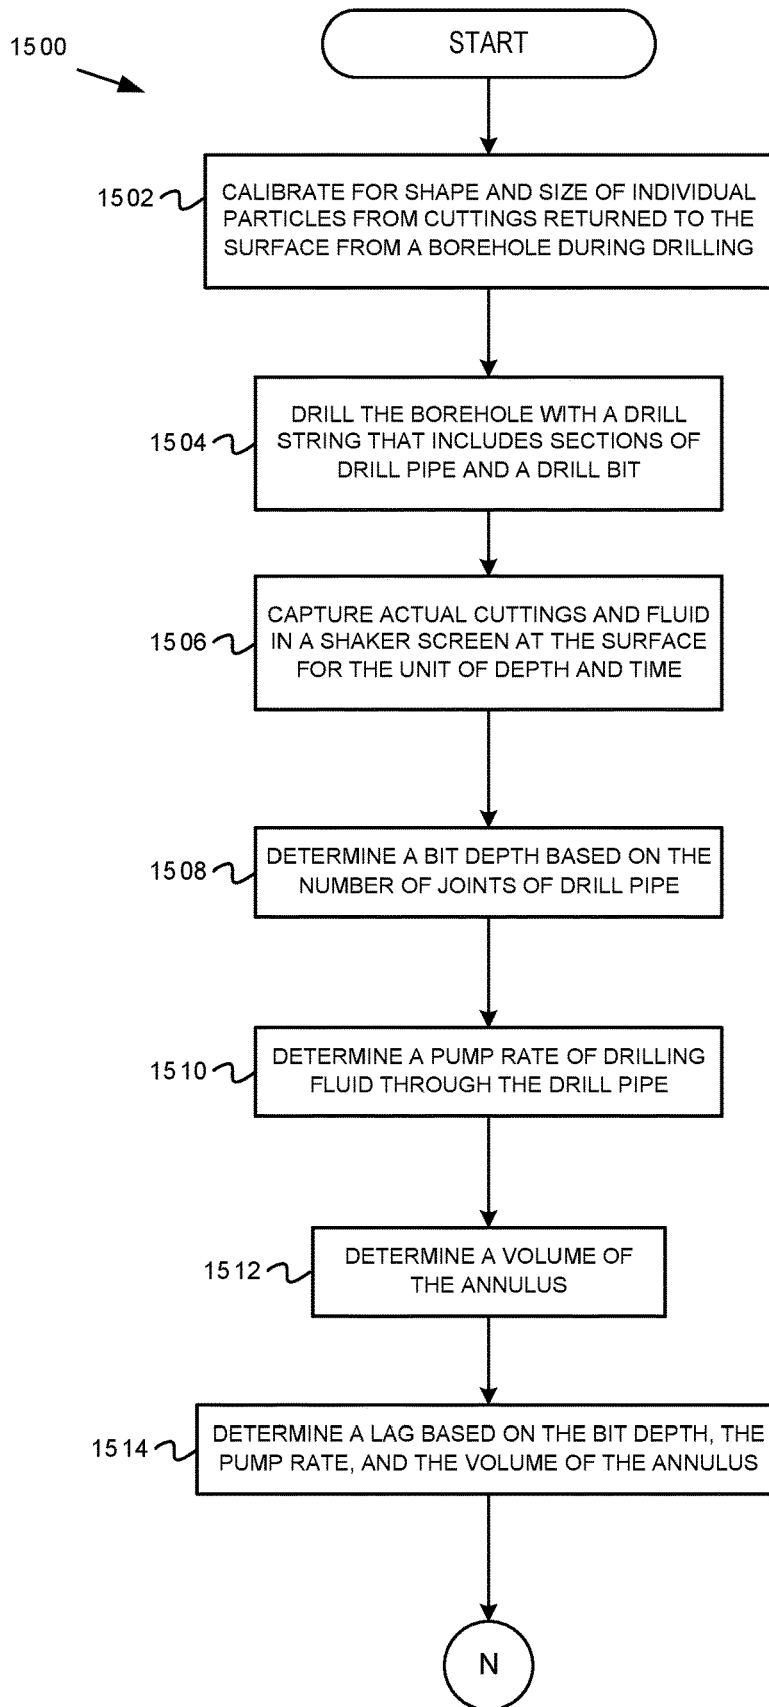 1500
START
1502
CALIBRATE FOR SHAPE AND SIZE OF INDIVIDUAL
PARTICLES FROM CUTTINGS RETURNED TO THE
SURFACE FROM A BOREHOLE DURING DRILLING
1504
DRILL THE BOREHOLE WITH A DRILL
STRING THAT INCLUDES SECTIONS OF
DRILL PIPE AND A DRILL BIT
1506
CAPTURE ACTUAL CUTTINGS AND FLUID
IN A SHAKER SCREEN AT THE SURFACE
FOR THE UNIT OF DEPTH AND TIME
1508
DETERMINE A BIT DEPTH BASED ON THE
NUMBER OF JOINTS OF DRILL PIPE
1510
DETERMINE A PUMP RATE OF DRILLING
FLUID THROUGH THE DRILL PIPE
1512
DETERMINE A VOLUME OF
THE ANNULUS
1514
DETERMINE A LAG BASED ON THE BIT DEPTH, THE
PUMP RATE, AND THE VOLUME OF THE ANNULUS
N